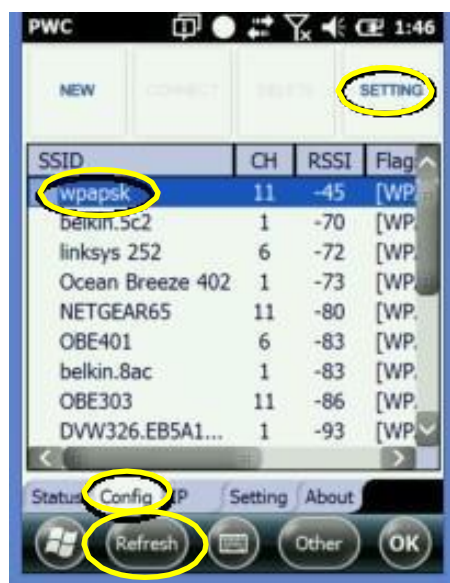 PWC 1:46
NEW CONNECT DELETE SETTING
SSID CH RSSI Flag
wpapsk 11 -45 [WP
belkin.5c2 1 -70 [WP.
linksys 252 6 -72 [WP.
Ocean Breeze 402 1 -73 [WP.
NETGEAR65 11 -80 [WP.
OBE401 6 -83 [WP.
belkin.8ac 1 -83 [WP.
OBE303 11 -86 [WP.
DVW326.EB5A1... 1 -93 [WP
Status Config IP Setting About
Refresh Other OK